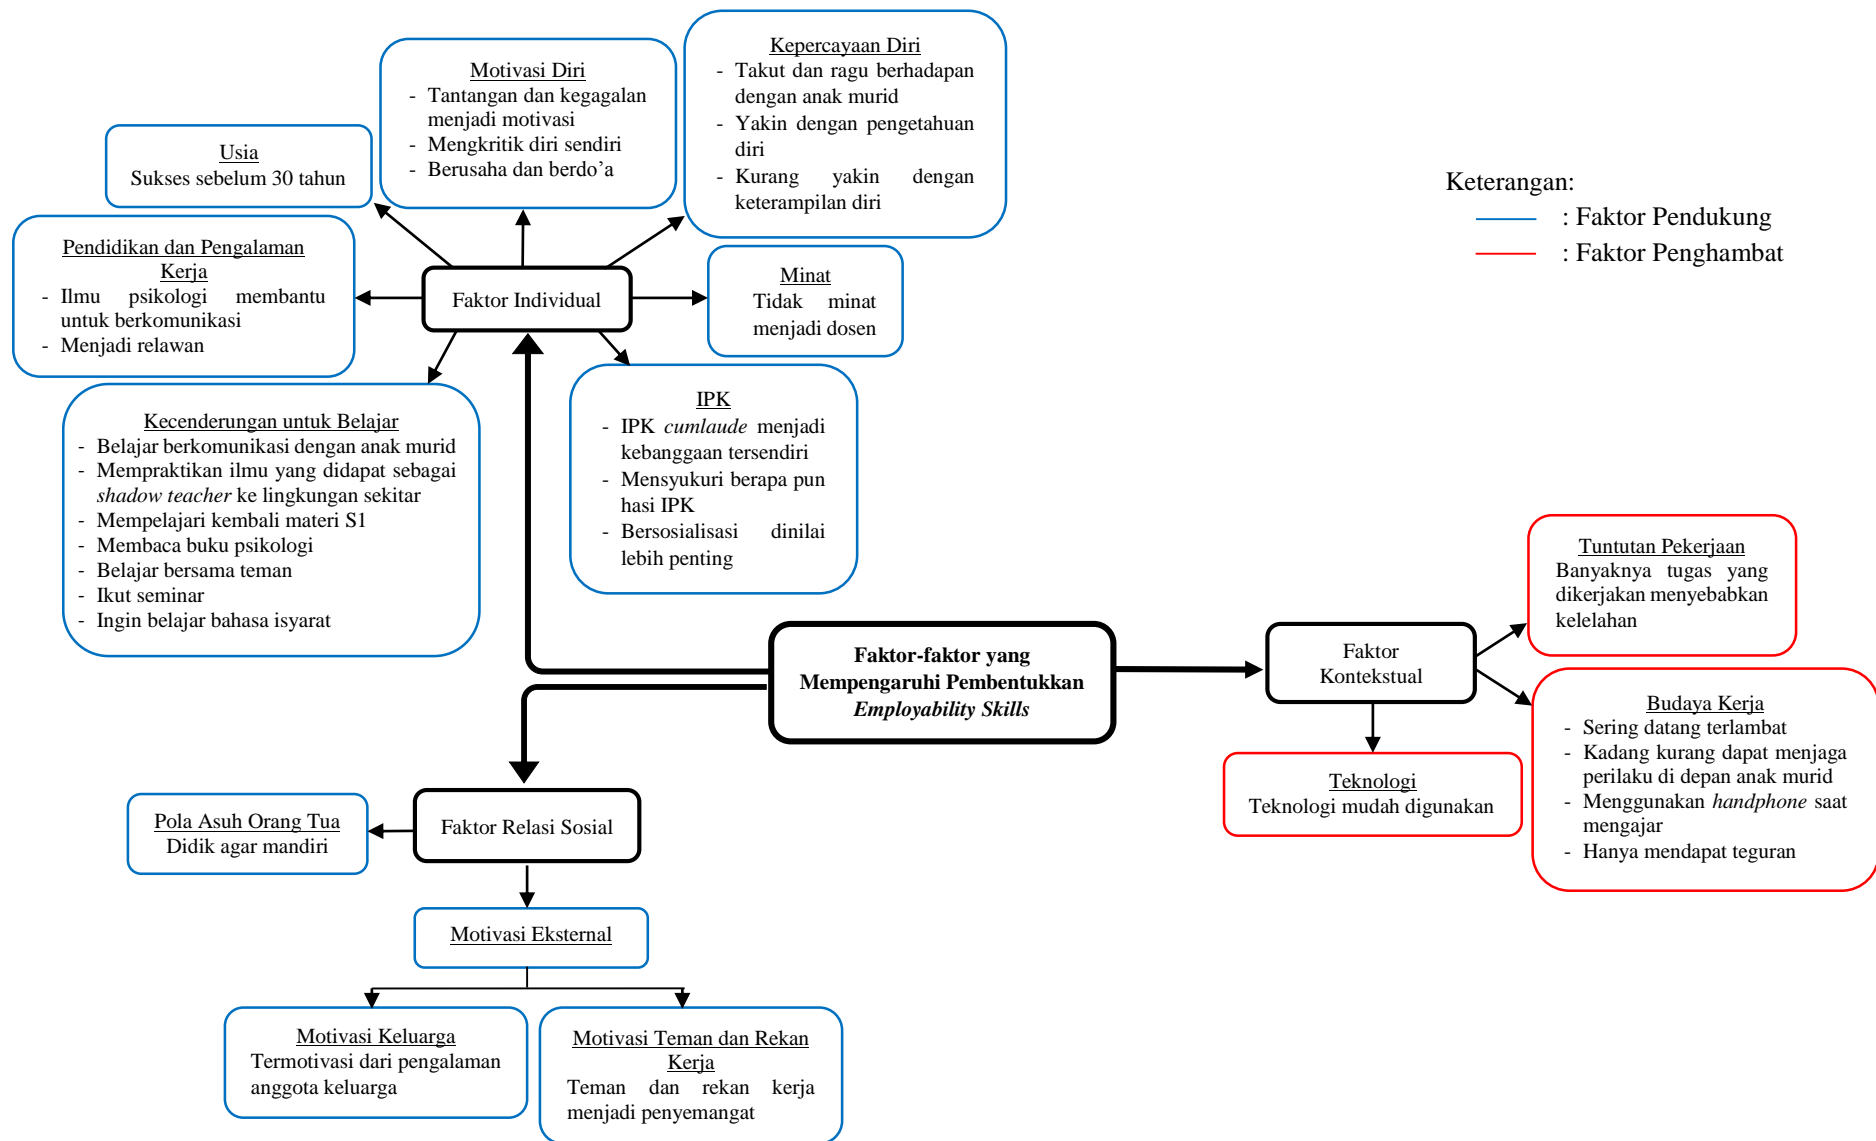 Kepercayaan Diri
- Takut dan ragu berhadapan
dengan anak murid
- Yakin dengan pengetahuan
diri
- Kurang yakin dengan
keterampilan diri
Motivasi Diri
- Tantangan dan kegagalan
menjadi motivasi
- Mengkritik diri sendiri
- Berusaha dan berdo’a
Usia
Sukses sebelum 30 tahun
Keterangan:
: Faktor Pendukung
: Faktor Penghambat
Pendidikan dan Pengalaman
Kerja
- Ilmu psikologi membantu
untuk berkomunikasi
- Menjadi relawan
Faktor Individual
Minat
Tidak minat
menjadi dosen
Kecenderungan untuk Belajar
- Belajar berkomunikasi dengan anak murid
- Mempraktikan ilmu yang didapat sebagai
shadow teacher ke lingkungan sekitar
- Mempelajari kembali materi S1
- Membaca buku psikologi
- Belajar bersama teman
- Ikut seminar
- Ingin belajar bahasa isyarat
IPK
- IPK cumlaude menjadi
kebanggaan tersendiri
- Mensyukuri berapa pun
hasi IPK
- Bersosialisasi dinilai
lebih penting
Tuntutan Pekerjaan
Banyaknya tugas yang
dikerjakan menyebabkan
kelelahan
Faktor-faktor yang
Mempengaruhi Pembentukkan
Employability Skills
Faktor
Kontekstual
Budaya Kerja
- Sering datang terlambat
- Kadang kurang dapat menjaga
perilaku di depan anak murid
- Menggunakan handphone saat
mengajar
- Hanya mendapat teguran
Teknologi
Teknologi mudah digunakan
Pola Asuh Orang Tua
Didik agar mandiri
Faktor Relasi Sosial
Motivasi Eksternal
Motivasi Keluarga
Termotivasi dari pengalaman
anggota keluarga
Motivasi Teman dan Rekan
Kerja
Teman dan rekan kerja
menjadi penyemangat